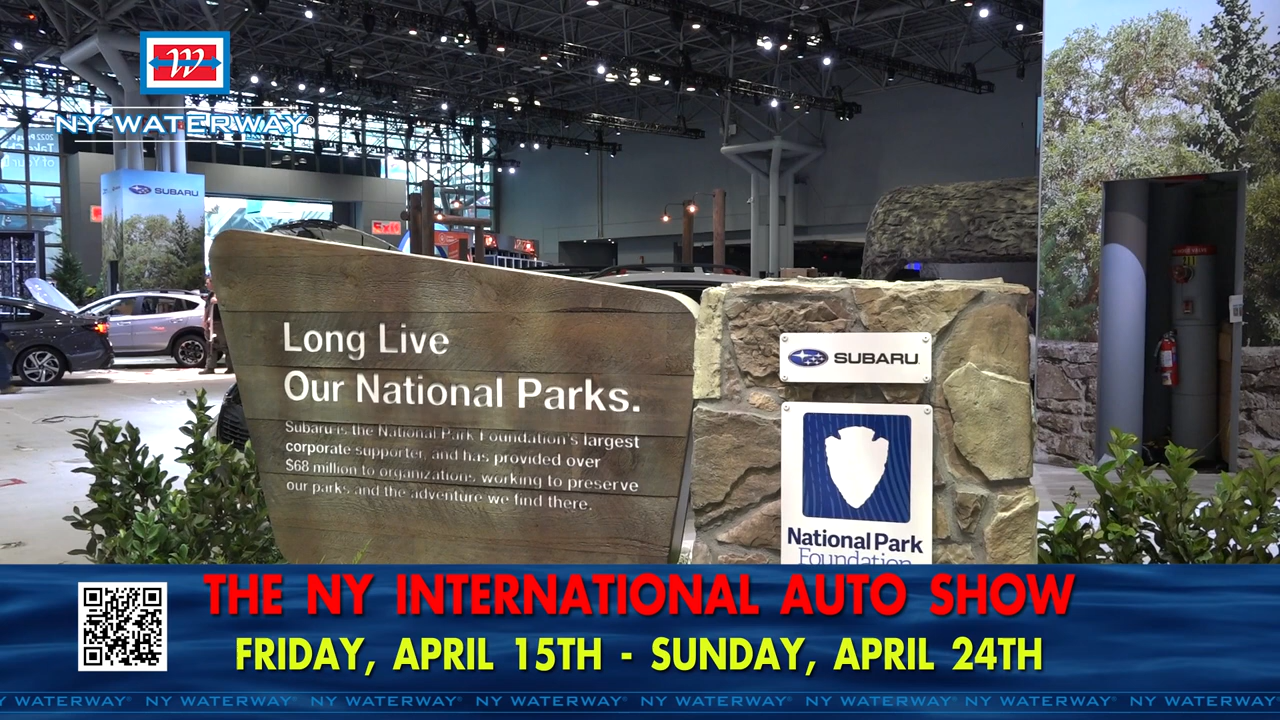 NY WATERWAY®
SUBARU
Exit
Long Live
Our National Parks.
Subaru is the National Park Foundation's largest
corporate supporter, and has provided over
$68 million to organizations working to preserve
our parks and the adventure we find there.
SUBARU
National Park
Foundation
THE NY INTERNATIONAL AUTO SHOW
FRIDAY, APRIL 15TH - SUNDAY, APRIL 24TH
NY WATERWAY® NY WATERWAY® NY WATERWAY® NY WATERWAY® NY WATERWAY® NY WATERWAY® NY WATERWAY® NY WATERWAY